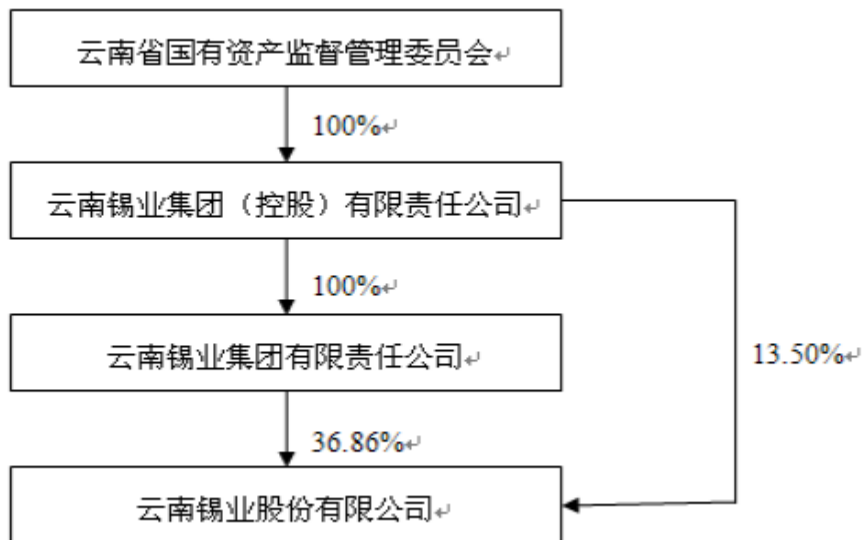 云南省国有资产监督管理委员会
100%
云南锡业集团（控股）有限责任公司
100%
云南锡业集团有限责任公司
13.50%
36.86%
云南锡业股份有限公司